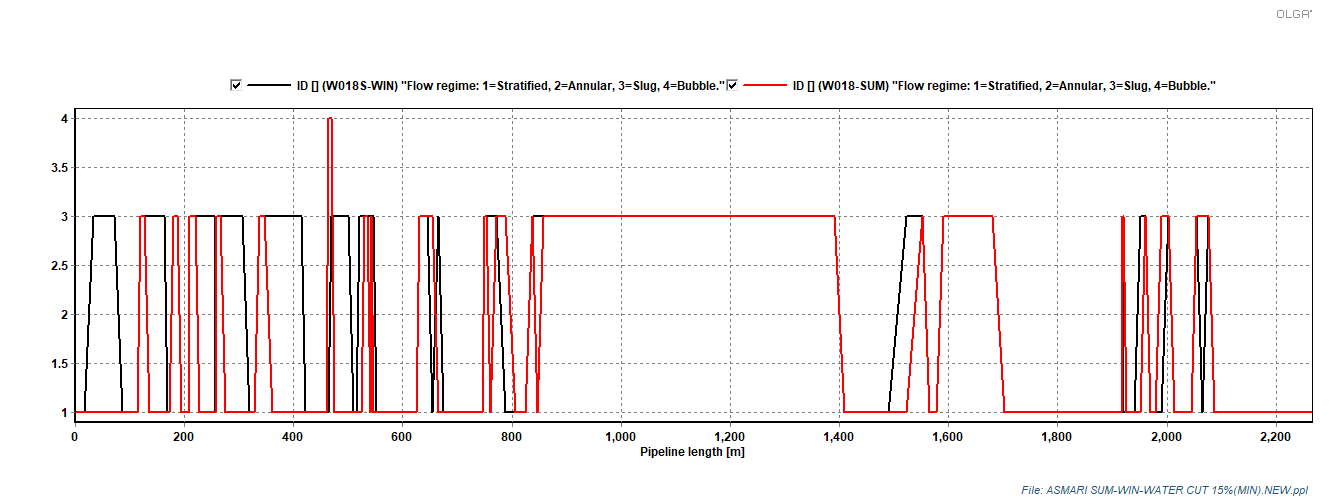 OLGA
ID [] (W018S-WIN) "Flow regime: 1=Stratified, 2=Annular, 3=Slug, 4=Bubble." ID [] (W018-SUM) "Flow regime: 1=Stratified, 2=Annular, 3=Slug, 4=Bubble."
4
3.5
3
2.5
2
1.5
1
0 200 400 600 800 1,000 1,200 1,400 1,600 1,800 2,000 2,200
Pipeline length [m]
File: ASMARI SUM-WIN-WATER CUT 15%(MIN).NEW.ppl